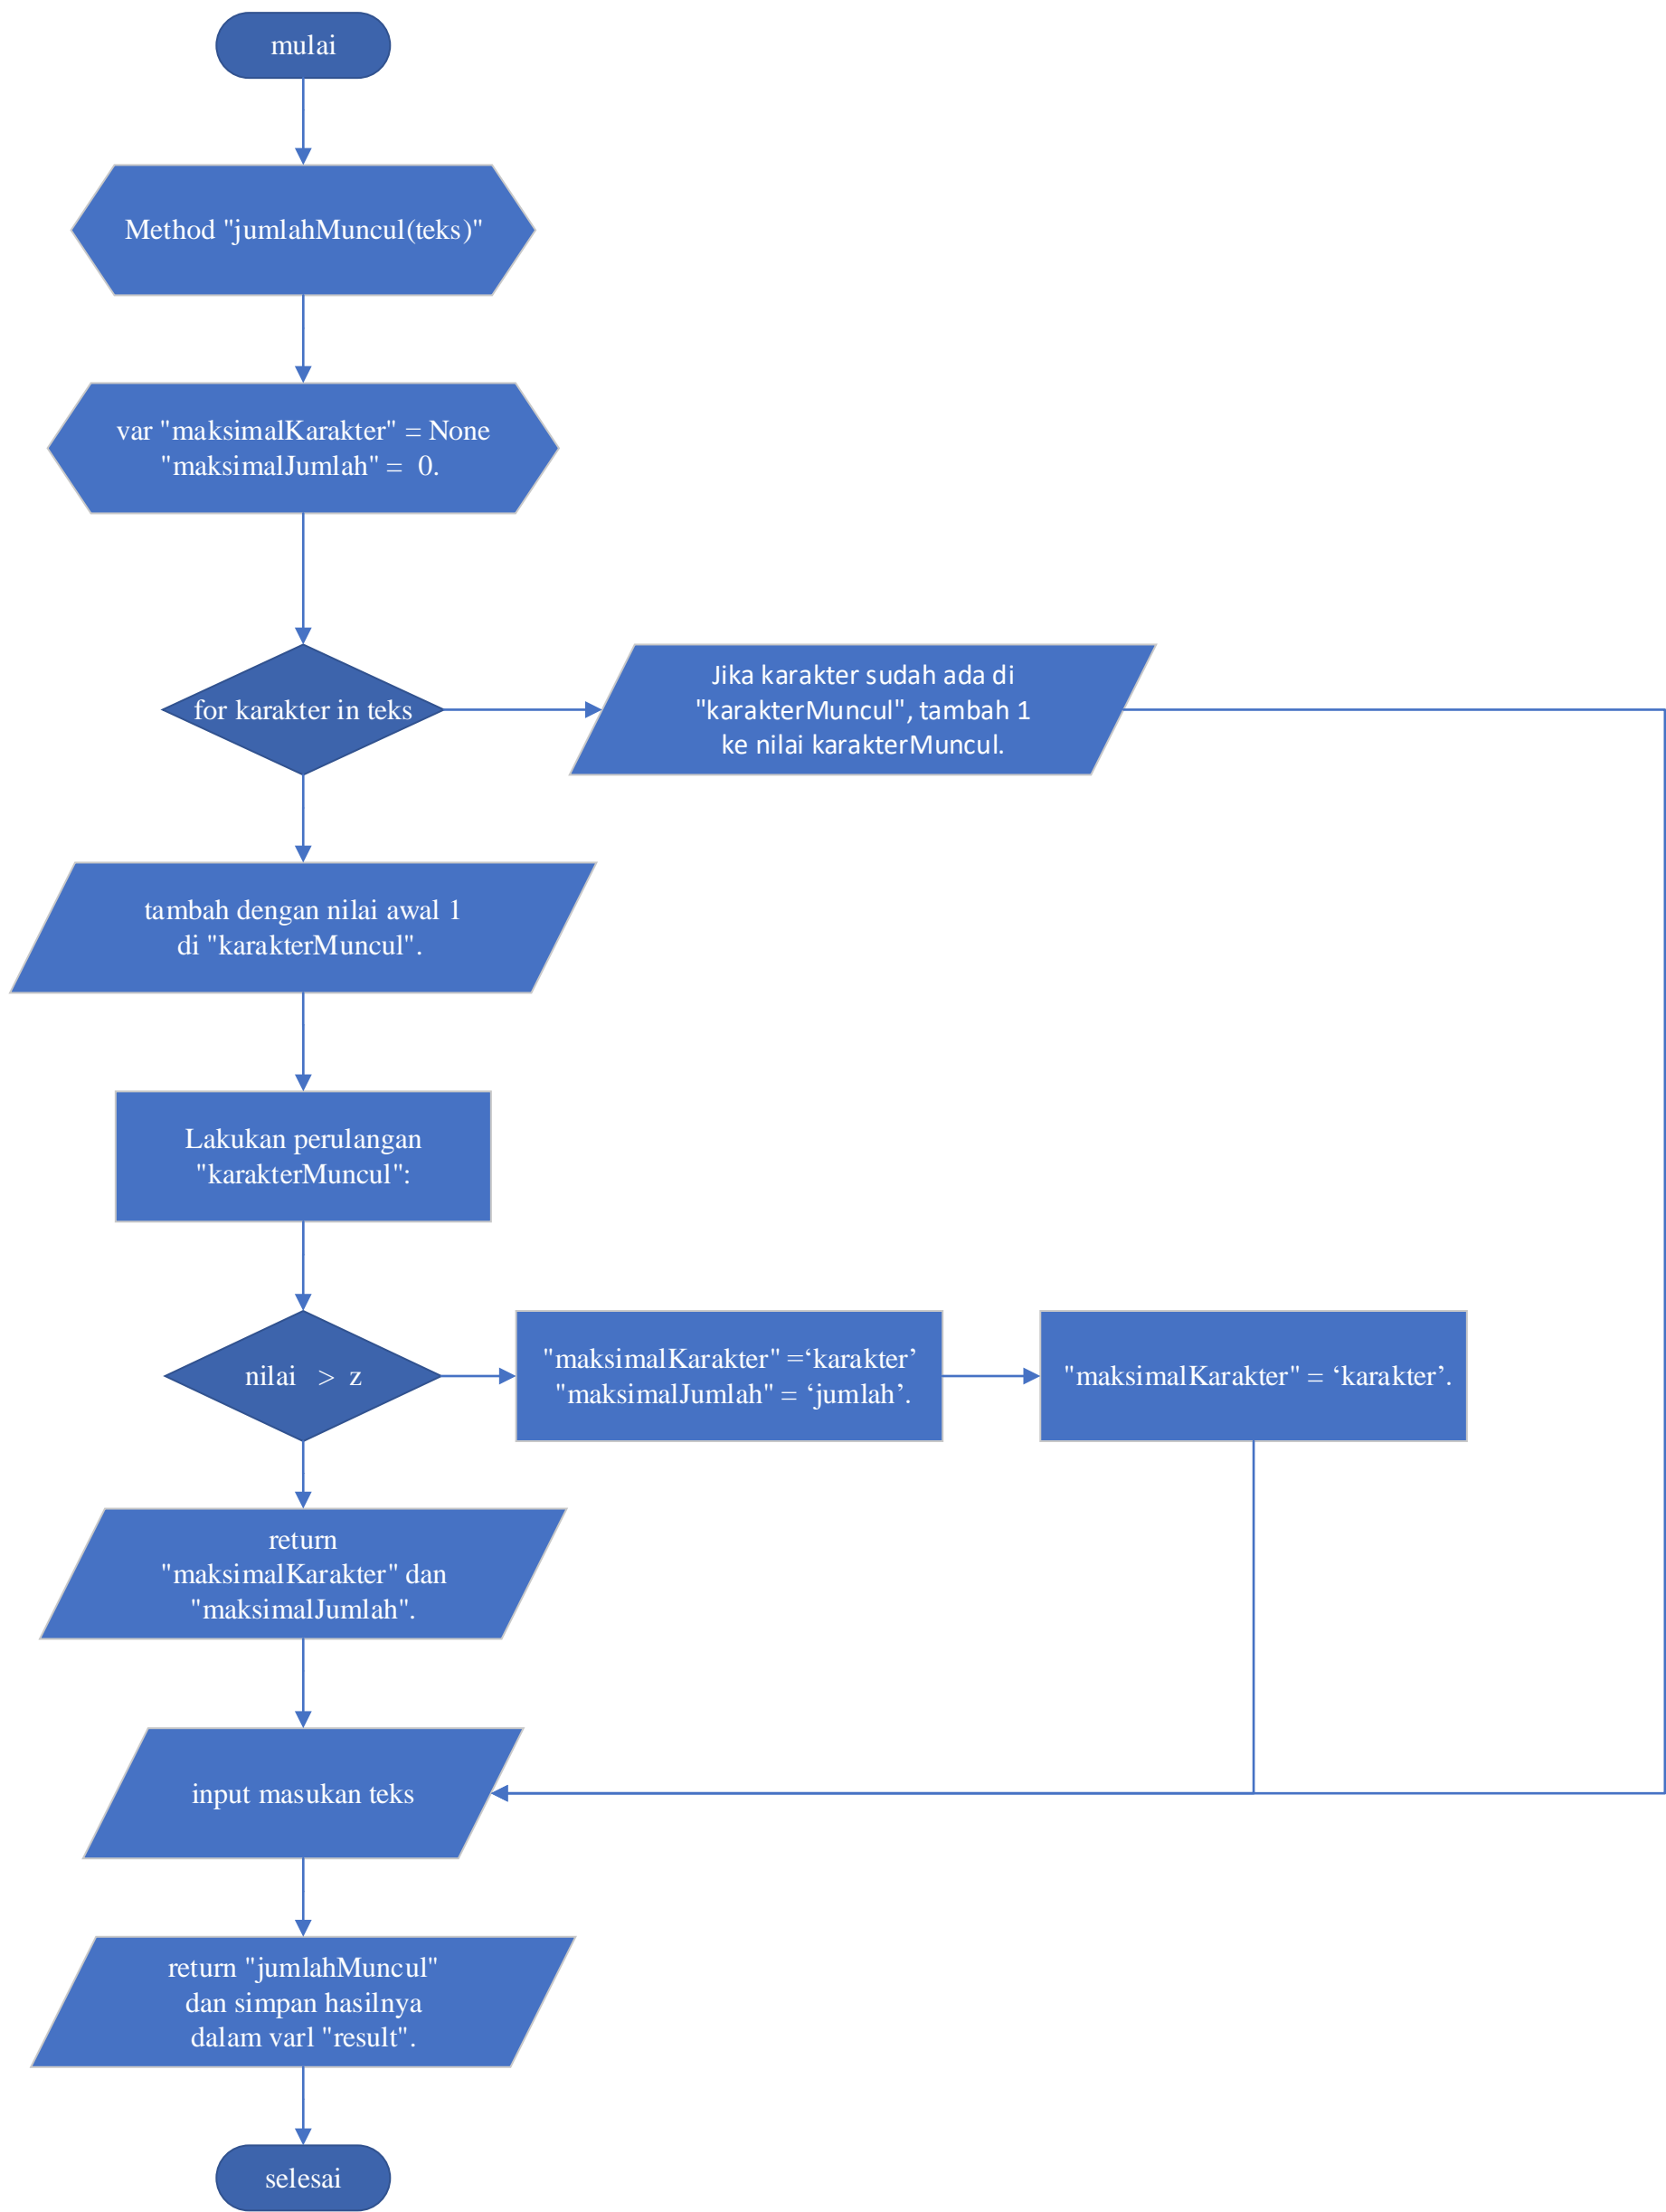 mulai
Method "jumlahMuncul(teks)"
var "maksimalKarakter" = None
"maksimalJumlah" =  0.
for karakter in teks
Jika karakter sudah ada di
"karakterMuncul", tambah 1
ke nilai karakterMuncul.
tambah dengan nilai awal 1
di "karakterMuncul".
Lakukan perulangan
"karakterMuncul":
nilai  >  z
"maksimalKarakter" =‘karakter’
"maksimalJumlah" = ‘jumlah’.
"maksimalKarakter" = ‘karakter’.
return
"maksimalKarakter" dan
"maksimalJumlah".
input masukan teks
return "jumlahMuncul"
dan simpan hasilnya
dalam varl "result".
selesai